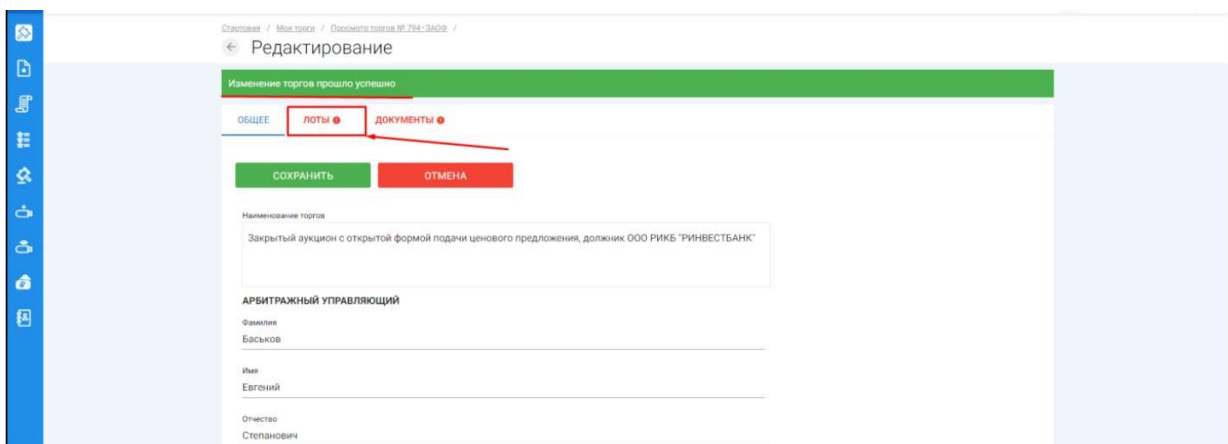 Стартовая / Мои торги / Просмотр торгов № 794-ЗАОФ /
Редактирование
Изменение торгов прошло успешно
ОБЩЕЕ ЛОТЫ ДОКУМЕНТЫ
СОХРАНИТЬ ОТМЕНА
Наименование торгов
Закрытый аукцион с открытой формой подачи ценового предложения, должник ООО РИКБ "РИНВЕСТБАНК"
АРБИТРАЖНЫЙ УПРАВЛЯЮЩИЙ
Фамилия
Баськов
Имя
Евгений
Отчество
Степанович